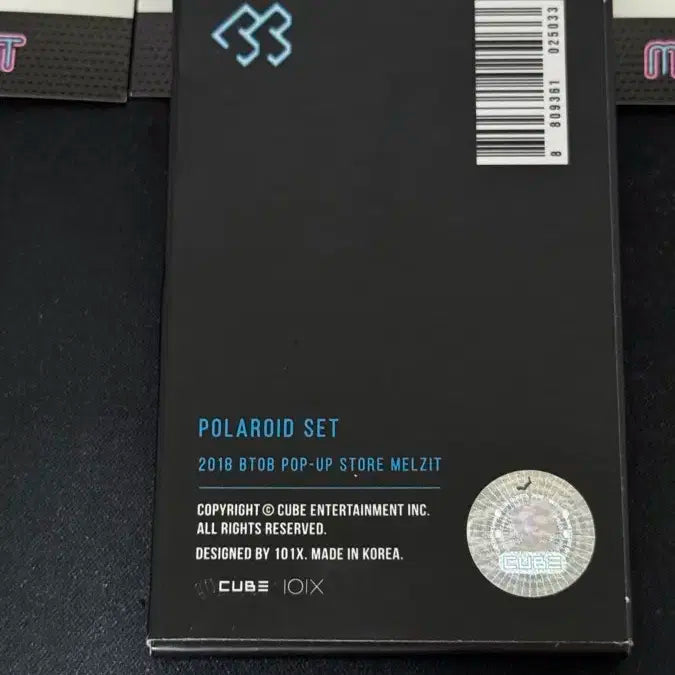 T
M
8 809361 025033
POLAROID SET
2018 BTOB POP-UP STORE MELZIT
COPYRIGHT © CUBE ENTERTAINMENT INC.
ALL RIGHTS RESERVED.
DESIGNED BY 101X. MADE IN KOREA.
CUBE 101X
CUBE